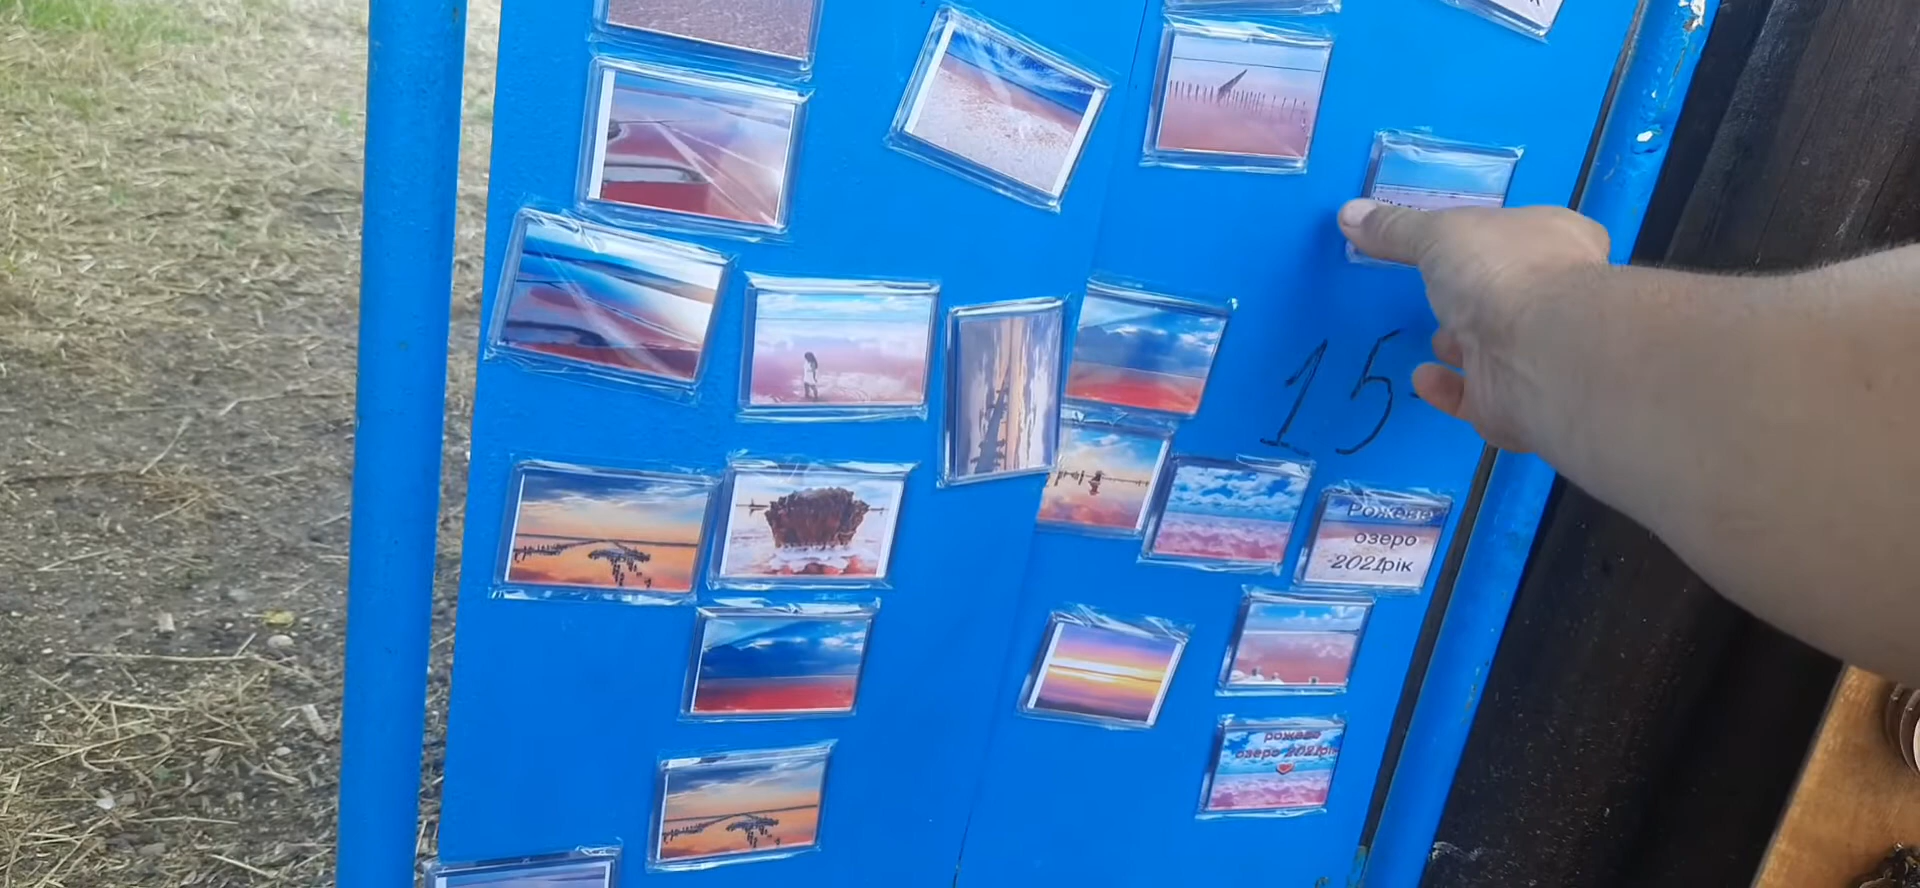 15
Рожеве
озеро
2021рік
рожеве
озеро 2021рік